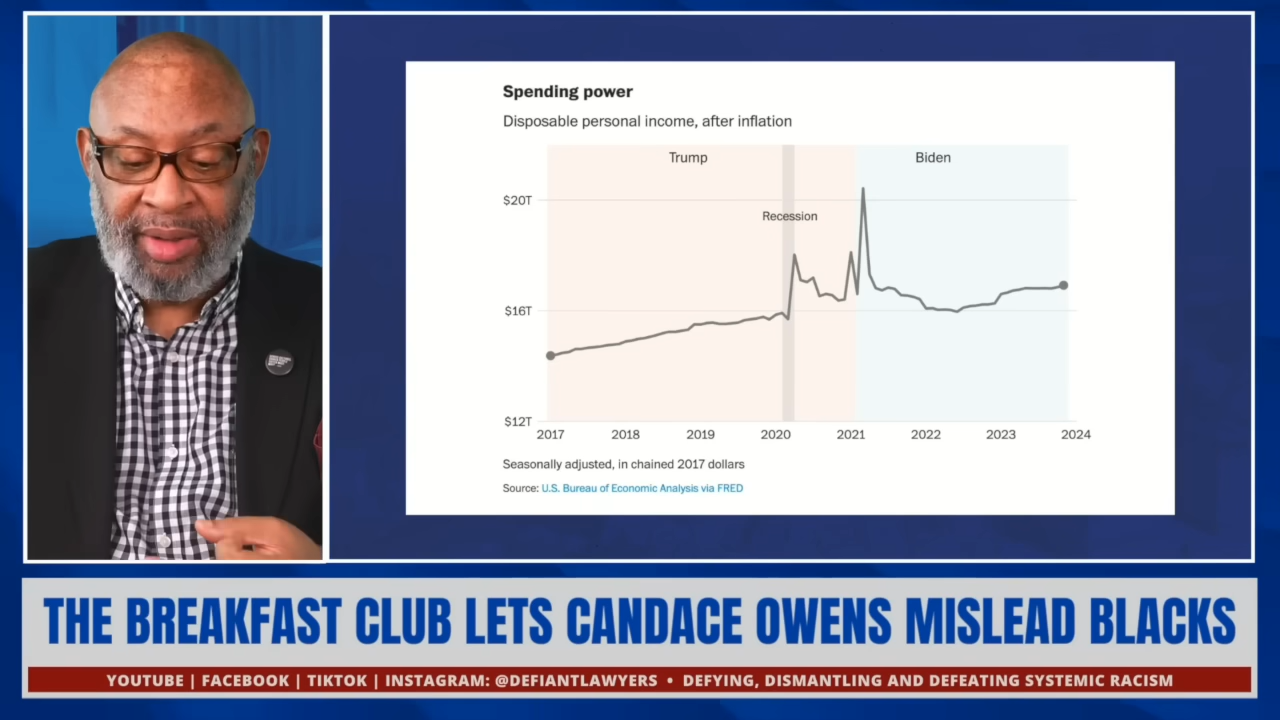 Spending power
Disposable personal income, after inflation
Trump
Biden
$20T
Recession
$16T
$12T
2017 2018 2019 2020 2021 2022 2023 2024
Seasonally adjusted, in chained 2017 dollars
Source: U.S. Bureau of Economic Analysis via FRED
THE BREAKFAST CLUB LETS CANDACE OWENS MISLEAD BLACKS
YOUTUBE | FACEBOOK | TIKTOK | INSTAGRAM: @DEFIANTLAWYERS • DEFYING, DISMANTLING AND DEFEATING SYSTEMIC RACISM